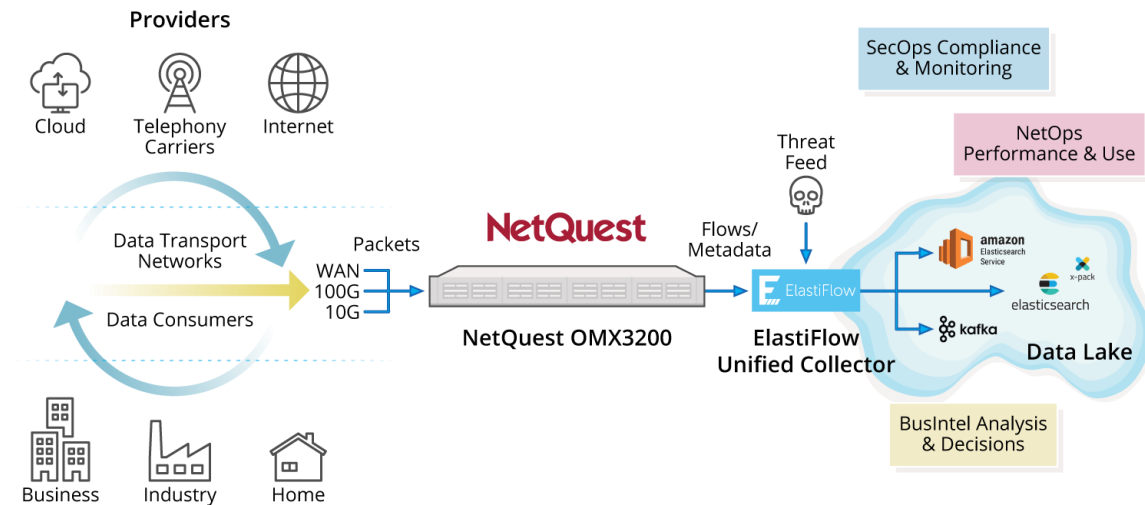 Providers
Cloud
Telephony
Carriers
Internet
Data Transport
Networks
Data Consumers
Packets
WAN
100G
10G
NetQuest
NetQuest OMX3200
Flows/
Metadata
Threat
Feed
ElastiFlow
ElastiFlow
Unified Collector
SecOps Compliance
& Monitoring
NetOps
Performance & Use
amazon
Elasticsearch
Service
x-pack
elasticsearch
kafka
Data Lake
BusIntel Analysis
& Decisions
Business
Industry
Home